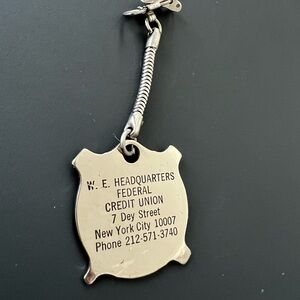 W. E. HEADQUARTERS
FEDERAL
CREDIT UNION
7 Dey Street
New York City 10007
Phone 212-571-3740